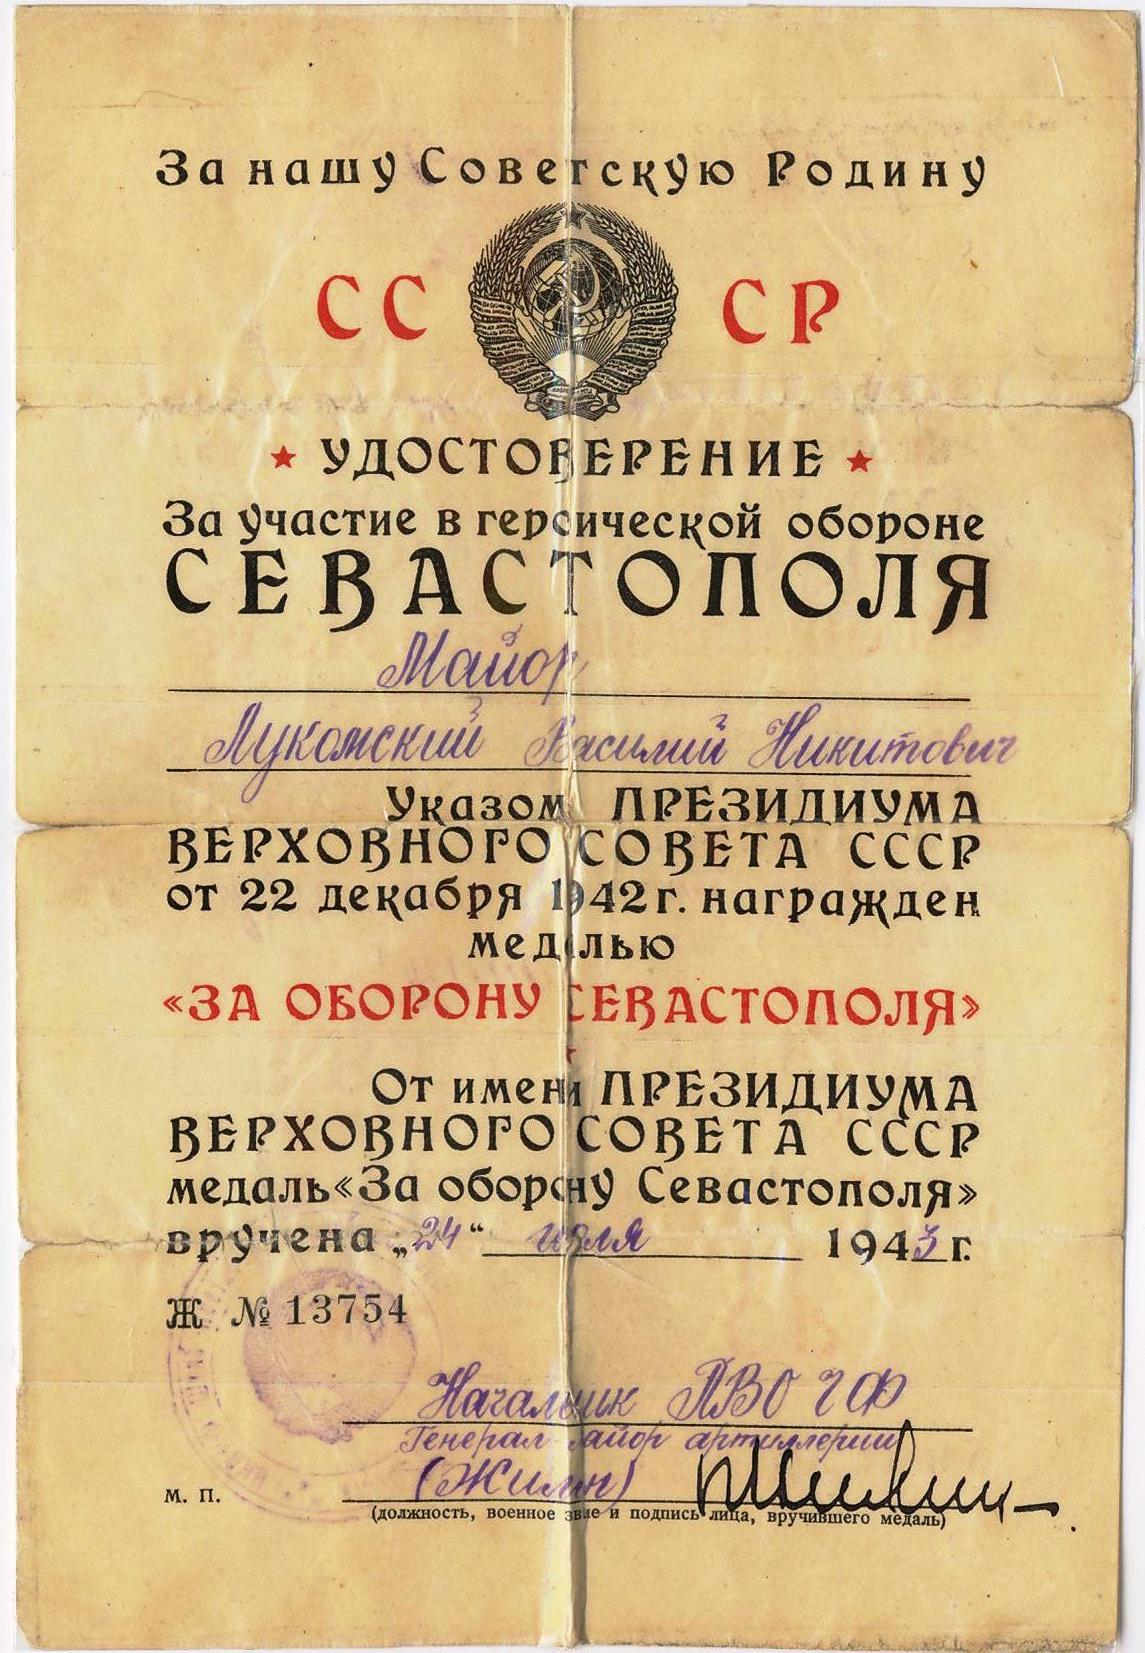 За нашу Советскую Родину
СС СР
УДОСТОВЕРЕНИЕ
За участие в героической обороне
СЕВАСТОПОЛЯ
Майор
Лукомский Василий Никитович
Указом ПРЕЗИДИУМА
ВЕРХОВНОГО СОВЕТА СССР
от 22 декабря 1942 г. награжден
медалью
«ЗА ОБОРОНУ СЕВАСТОПОЛЯ»
От имени ПРЕЗИДИУМА
ВЕРХОВНОГО СОВЕТА СССР
медаль «За оборону Севастополя»
вручена „24“ июля 1943 г.
Ж № 13754
Начальник ПВО ЧФ
Генерал-майор артиллерии
(Жилин)
м. п.
(должность, военное звание и подпись лица, вручившего медаль)